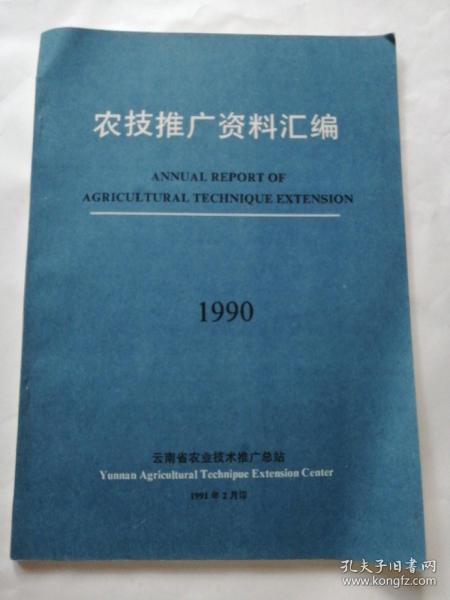 农技推广资料汇编
ANNUAL REPORT OF
AGRICULTURAL TECHNIQUE EXTENSION
1990
云南省农业技术推广总站
Yunnan Agricultural Technipue Extension Center
1991年2月印
孔夫子旧书网
www.kongfz.com